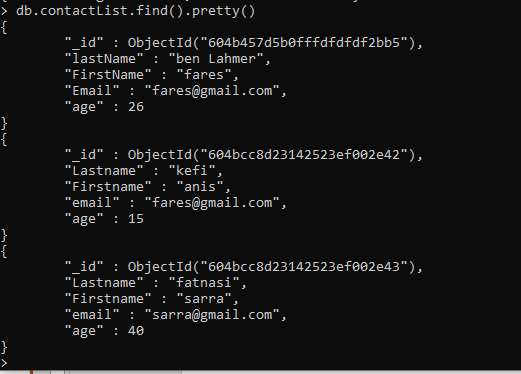 > db.contactList.find().pretty()
{
"_id" : ObjectId("604b457d5b0fffdfdfdf2bb5"),
"lastName" : "ben Lahmer",
"FirstName" : "fares",
"Email" : "fares@gmail.com",
"age" : 26
}
{
"_id" : ObjectId("604bcc8d23142523ef002e42"),
"Lastname" : "kefi",
"Firstname" : "anis",
"email" : "fares@gmail.com",
"age" : 15
}
{
"_id" : ObjectId("604bcc8d23142523ef002e43"),
"Lastname" : "fatnasi",
"Firstname" : "sarra",
"email" : "sarra@gmail.com",
"age" : 40
}
>